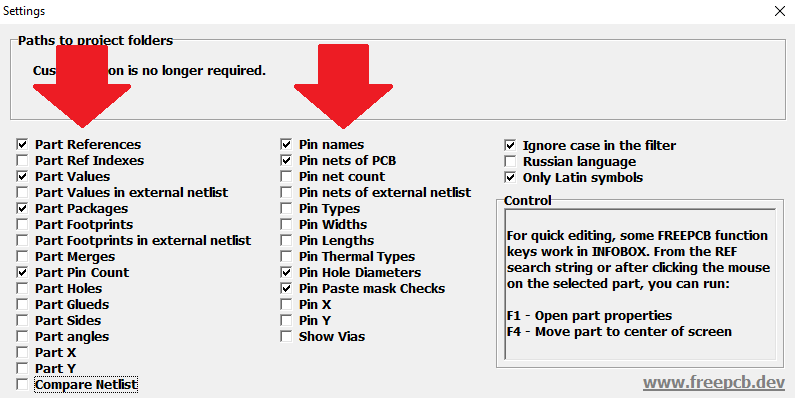 Settings
Paths to project folders
Cus on is no longer required.
Part References
Part Ref Indexes
Part Values
Part Values in external netlist
Part Packages
Part Footprints
Part Footprints in external netlist
Part Merges
Part Pin Count
Part Holes
Part Glueds
Part Sides
Part angles
Part X
Part Y
Compare Netlist
Pin names
Pin nets of PCB
Pin net count
Pin nets of external netlist
Pin Types
Pin Widths
Pin Lengths
Pin Thermal Types
Pin Hole Diameters
Pin Paste mask Checks
Pin X
Pin Y
Show Vias
Ignore case in the filter
Russian language
Only Latin symbols
Control
For quick editing, some FREEPCB function
keys work in INFOBOX. From the REF
search string or after clicking the mouse
on the selected part, you can run:
F1 - Open part properties
F4 - Move part to center of screen
www.freepcb.dev